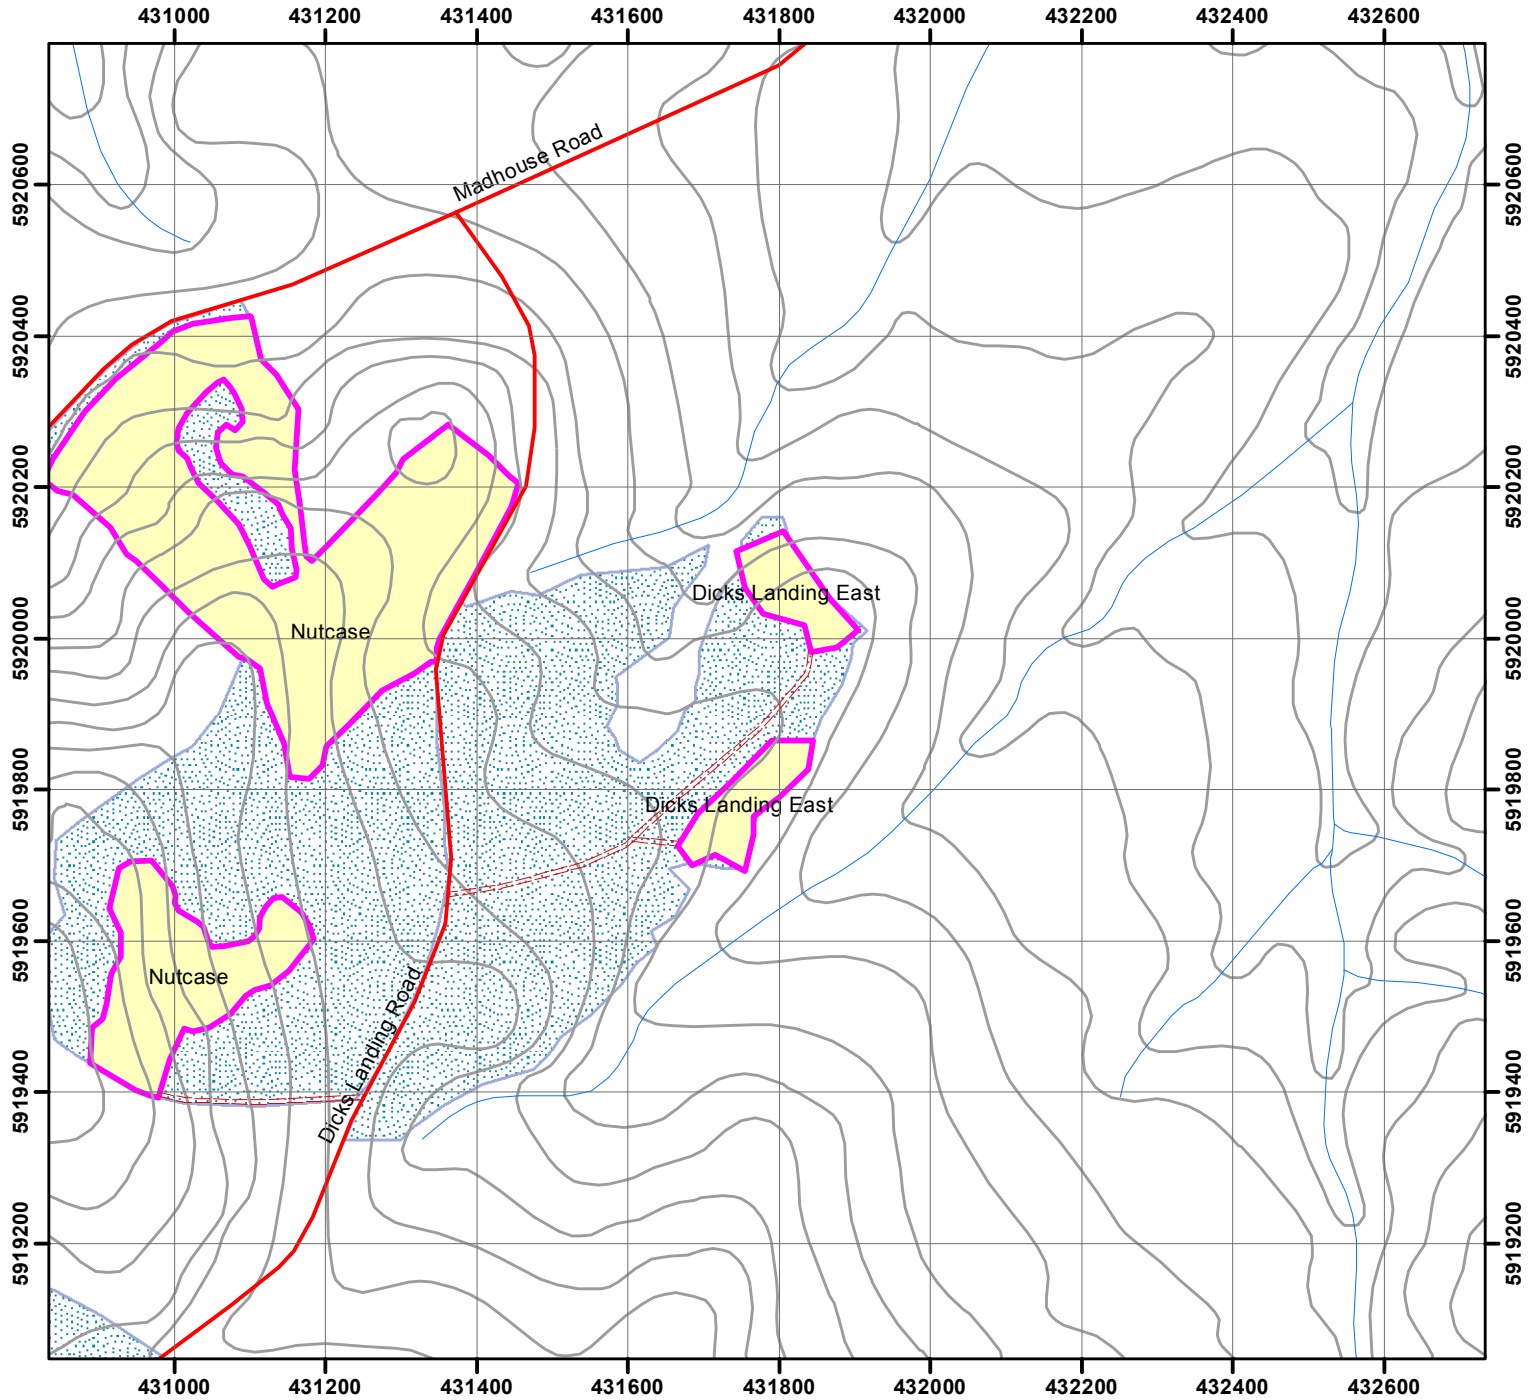 431000 431200 431400 431600 431800 432000 432200 432400 432600
Madhouse Road
5920600 5920600
5920400 5920400
5920200 5920200
Dicks Landing East
Nutcase
5920000 5920000
Dicks Landing East
5919800 5919800
Nutcase
5919600 5919600
Dicks Landing Road
5919400 5919400
5919200 5919200
431000 431200 431400 431600 431800 432000 432200 432400 432600